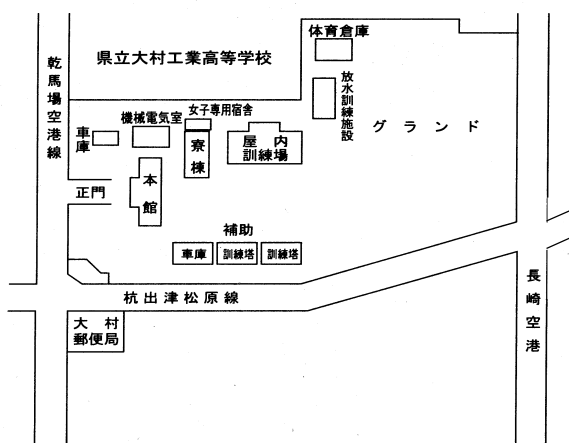 体育倉庫
県立大村工業高等学校
乾馬場空港線
放水訓練施設
女子専用宿舎
機械電気室
グランド
車庫
寮棟
屋内
訓練場
本館
正門
補助
車庫
訓練塔
訓練塔
長崎空港
杭出津松原線
大村
郵便局